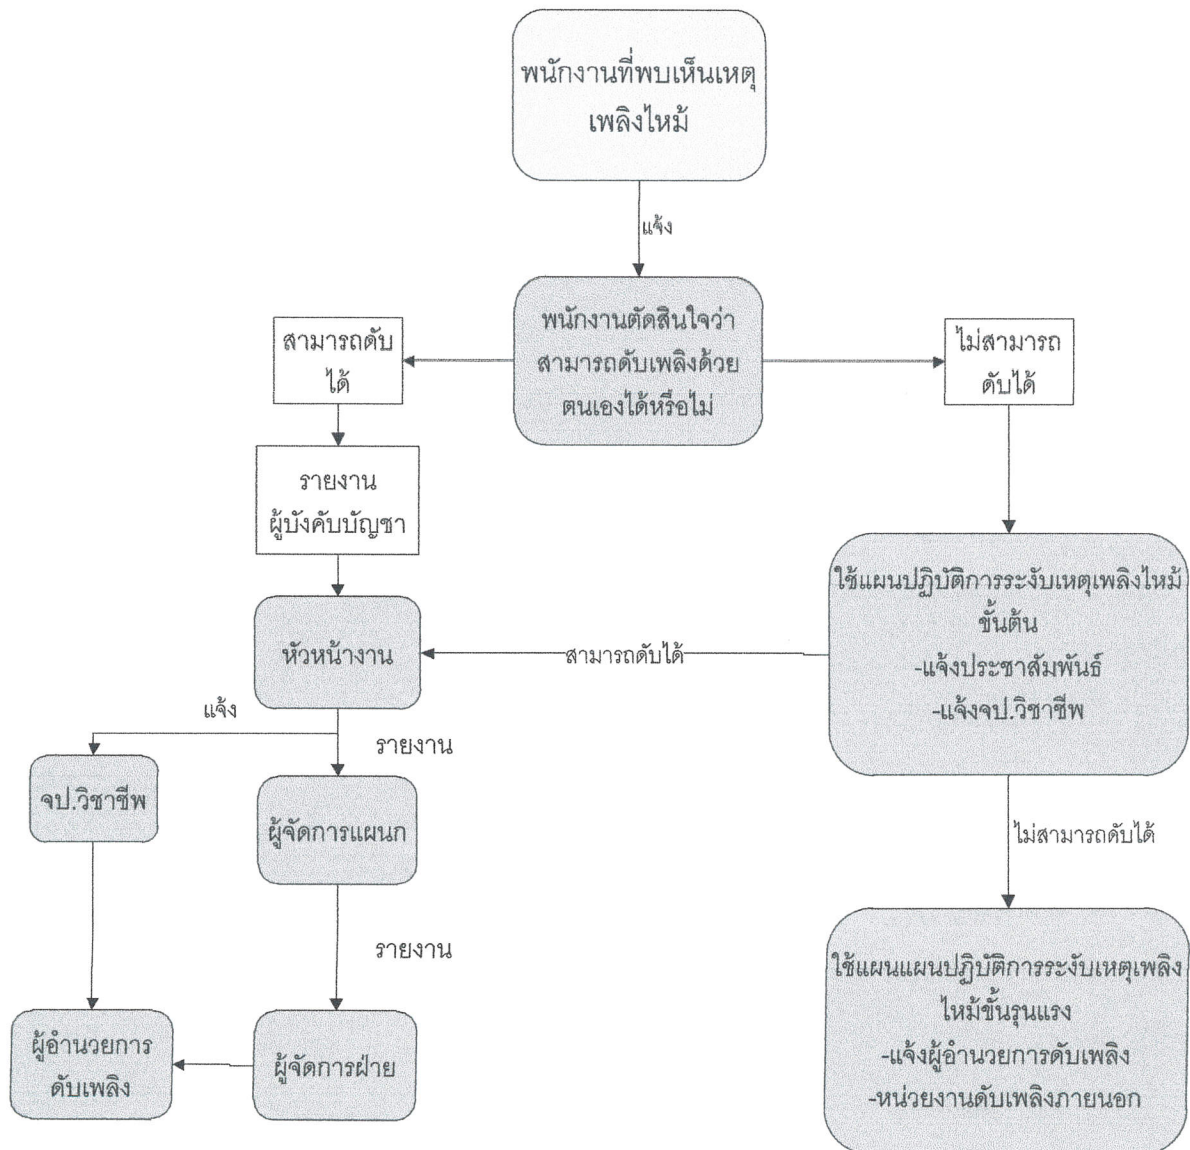 พนักงานที่พบเห็นเหตุ
เพลิงไหม้
แจ้ง
พนักงานตัดสินใจว่า
สามารถดับเพลิงด้วย
ตนเองได้หรือไม่
สามารถดับ
ได้
ไม่สามารถ
ดับได้
รายงาน
ผู้บังคับบัญชา
ใช้แผนปฏิบัติการระงับเหตุเพลิงไหม้
ขั้นต้น
-แจ้งประชาสัมพันธ์
-แจ้งจป.วิชาชีพ
หัวหน้างาน
สามารถดับได้
แจ้ง
รายงาน
จป.วิชาชีพ
ผู้จัดการแผนก
ไม่สามารถดับได้
รายงาน
ใช้แผนแผนปฏิบัติการระงับเหตุเพลิง
ไหม้ขั้นรุนแรง
-แจ้งผู้อำนวยการดับเพลิง
-หน่วยงานดับเพลิงภายนอก
ผู้อำนวยการ
ดับเพลิง
ผู้จัดการฝ่าย